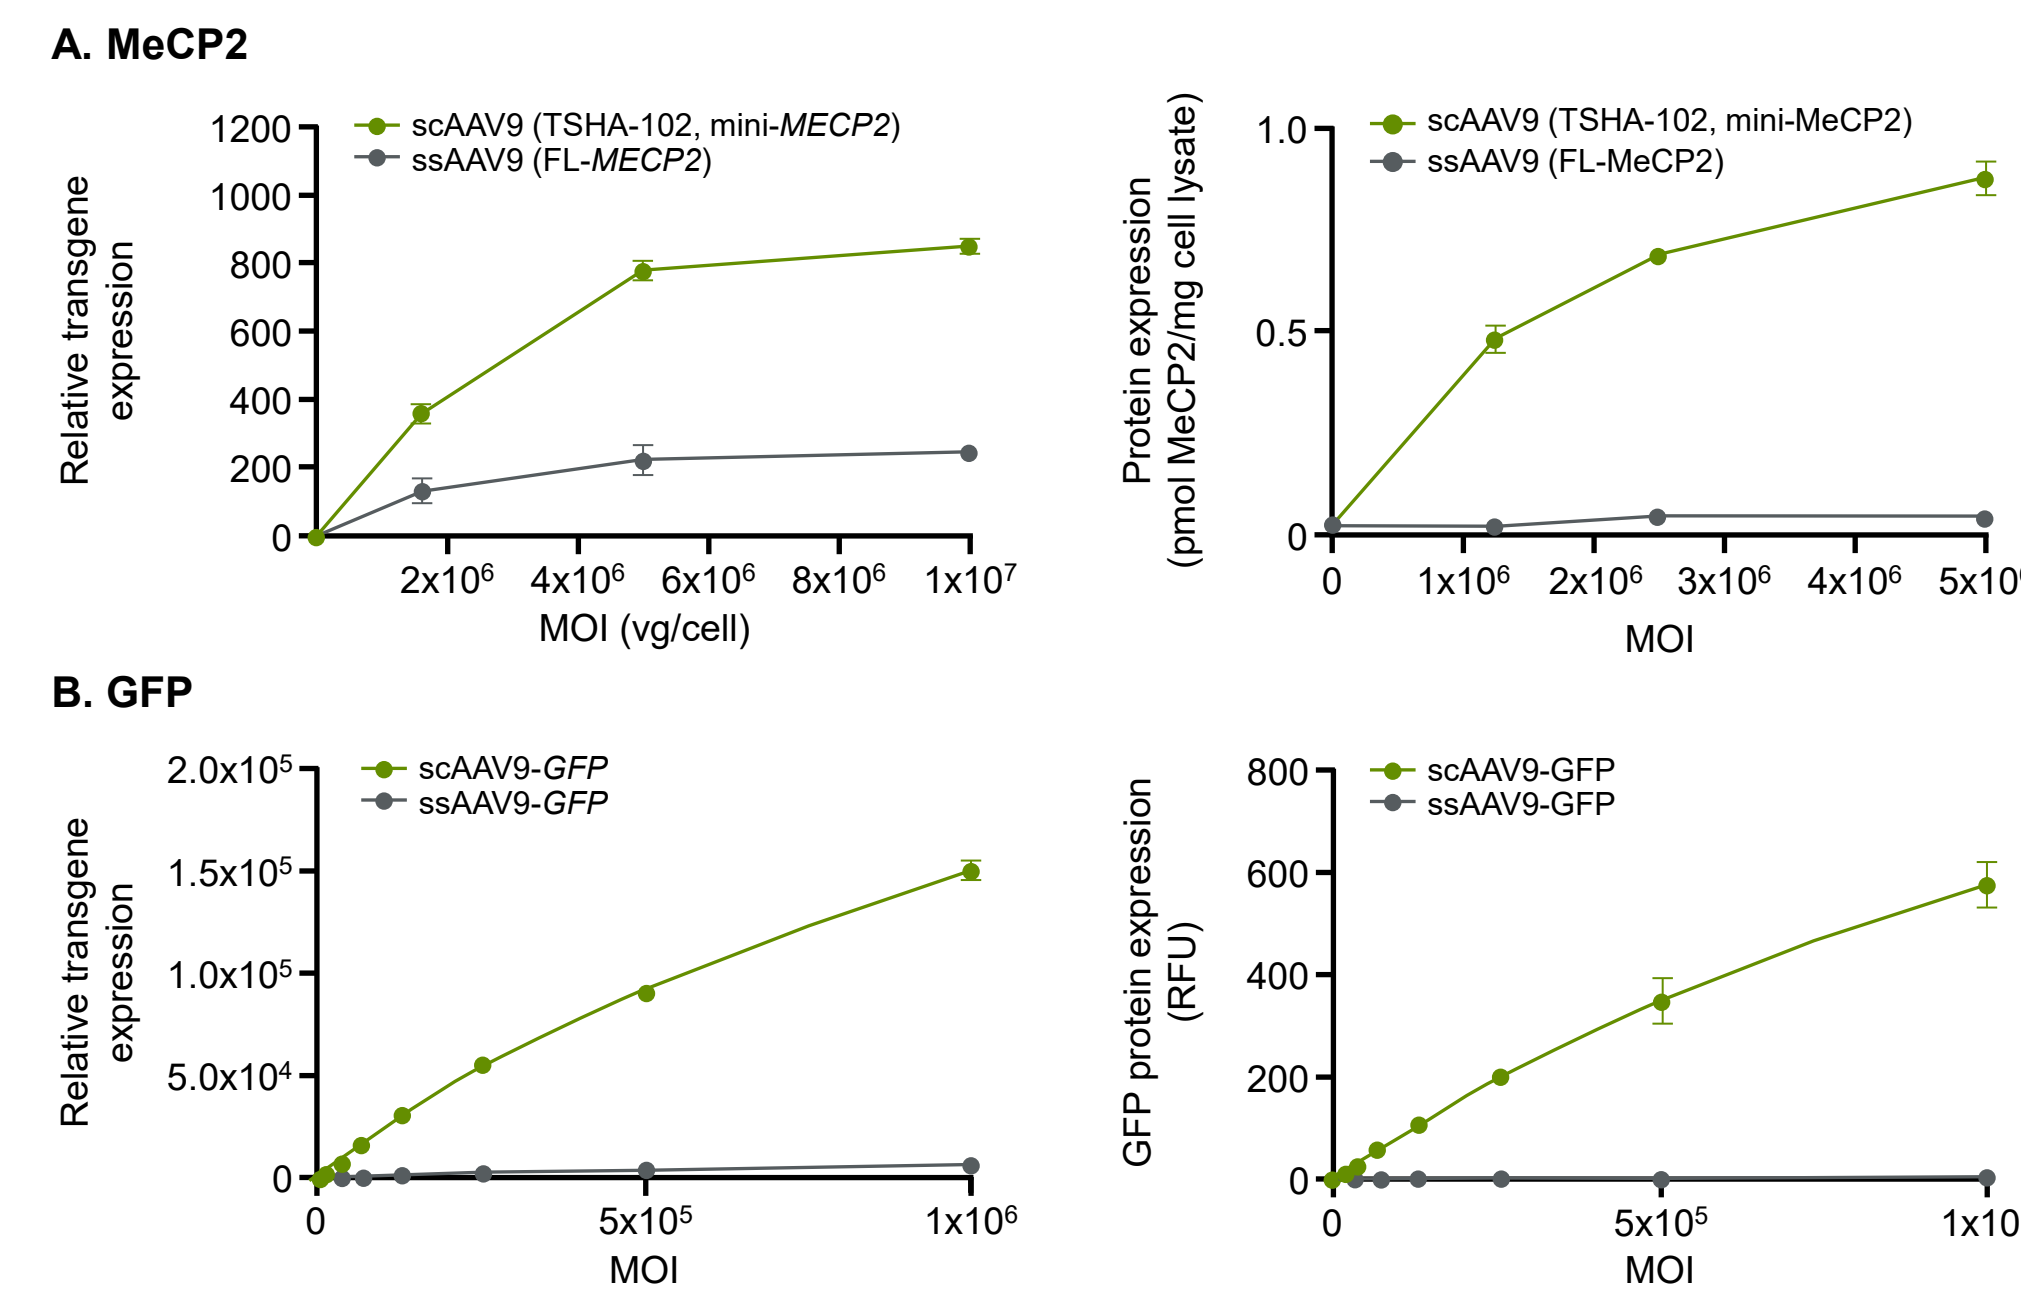 A. MeCP2
Relative transgene
expression
1200
1000
800
600
400
200
0
scAAV9 (TSHA-102, mini-MECP2)
ssAAV9 (FL-MECP2)
2x10⁶ 4x10⁶ 6x10⁶ 8x10⁶ 1x10⁷
MOI (vg/cell)
Protein expression
(pmol MeCP2/mg cell lysate)
1.0
0.5
0
scAAV9 (TSHA-102, mini-MeCP2)
ssAAV9 (FL-MeCP2)
0 1x10⁶ 2x10⁶ 3x10⁶ 4x10⁶ 5x10⁶
MOI
B. GFP
Relative transgene
expression
2.0x10⁵
1.5x10⁵
1.0x10⁵
5.0x10⁴
0
scAAV9-GFP
ssAAV9-GFP
0 5x10⁵ 1x10⁶
MOI
GFP protein expression
(RFU)
800
600
400
200
0
scAAV9-GFP
ssAAV9-GFP
0 5x10⁵ 1x10
MOI